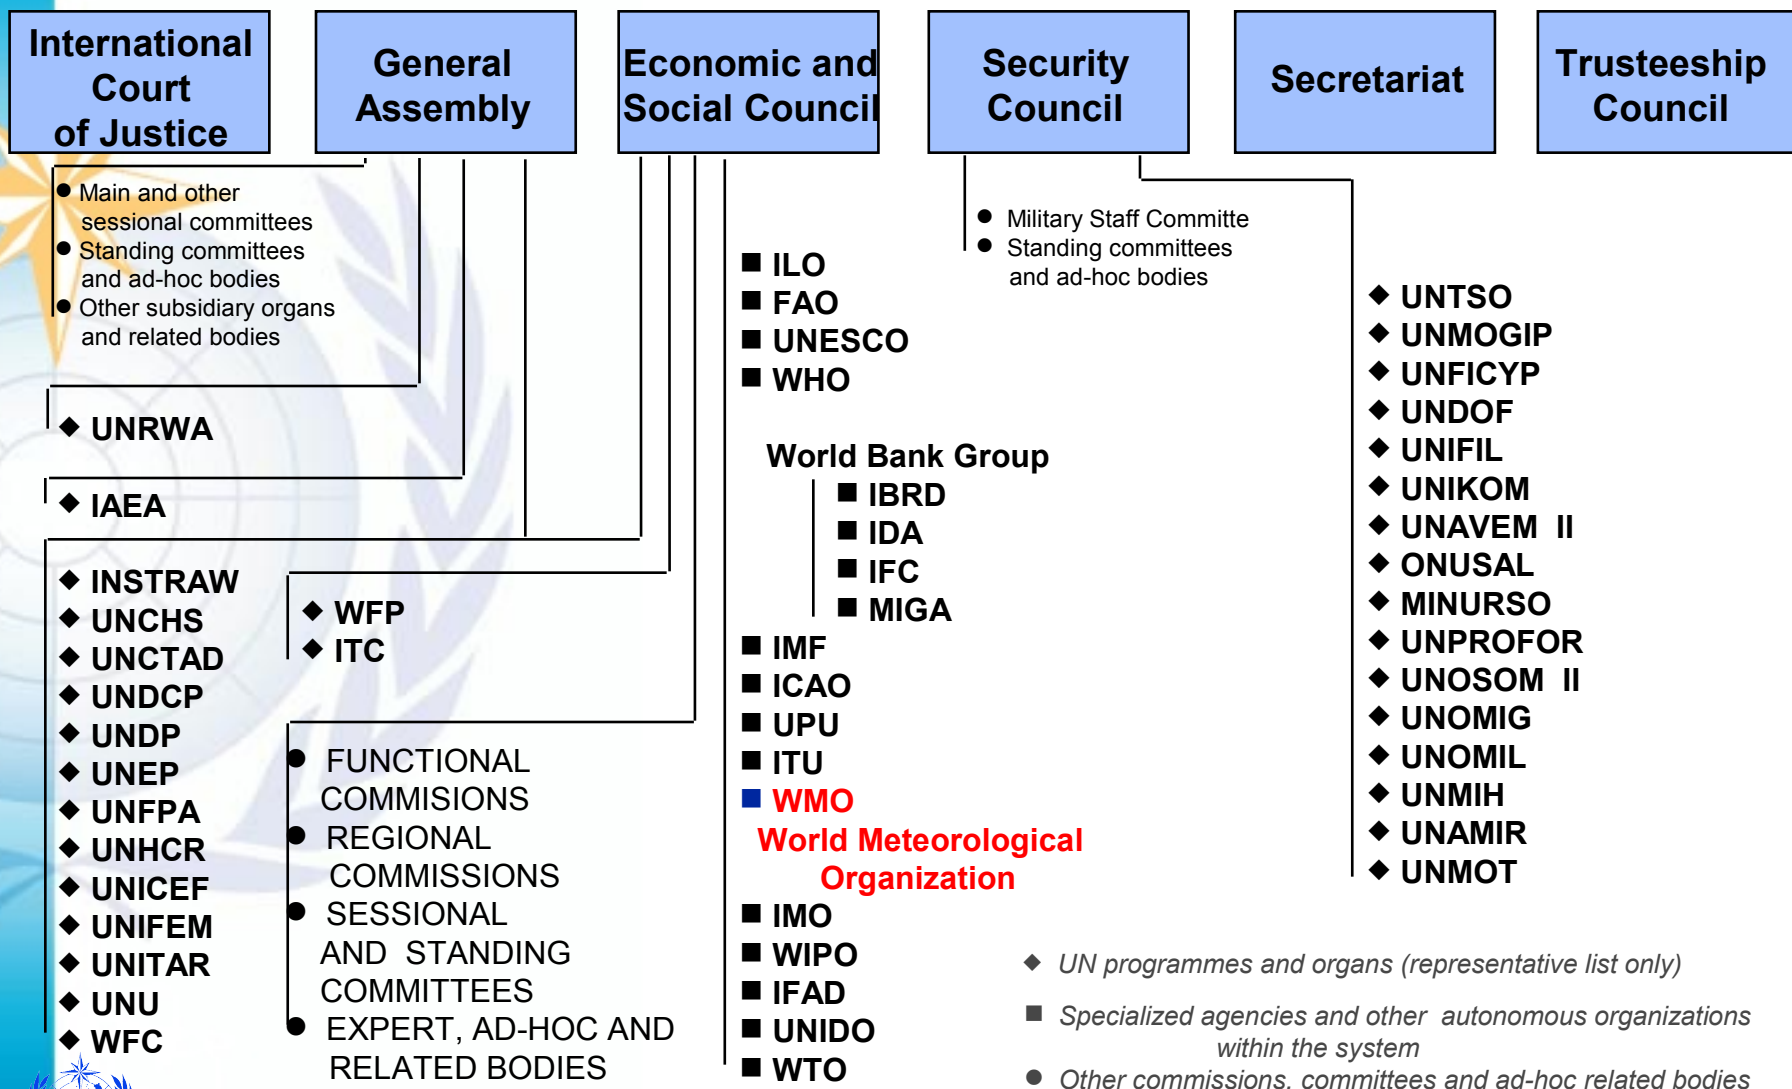 International
Court
of Justice
General
Assembly
Economic and
Social Council
Security
Council
Secretariat
Trusteeship
Council
● Main and other
sessional committees
● Standing committees
and ad-hoc bodies
● Other subsidiary organs
and related bodies
◆ UNRWA
◆ IAEA
◆ INSTRAW
◆ UNCHS
◆ UNCTAD
◆ UNDCP
◆ UNDP
◆ UNEP
◆ UNFPA
◆ UNHCR
◆ UNICEF
◆ UNIFEM
◆ UNITAR
◆ UNU
◆ WFC
◆ WFP
◆ ITC
● FUNCTIONAL
COMMISIONS
● REGIONAL
COMMISSIONS
● SESSIONAL
AND STANDING
COMMITTEES
● EXPERT, AD-HOC AND
RELATED BODIES
■ ILO
■ FAO
■ UNESCO
■ WHO
World Bank Group
■ IBRD
■ IDA
■ IFC
■ MIGA
■ IMF
■ ICAO
■ UPU
■ ITU
■ WMO
World Meteorological
Organization
■ IMO
■ WIPO
■ IFAD
■ UNIDO
■ WTO
● Military Staff Committe
● Standing committees
and ad-hoc bodies
◆ UNTSO
◆ UNMOGIP
◆ UNFICYP
◆ UNDOF
◆ UNIFIL
◆ UNIKOM
◆ UNAVEM II
◆ ONUSAL
◆ MINURSO
◆ UNPROFOR
◆ UNOSOM II
◆ UNOMIG
◆ UNOMIL
◆ UNMIH
◆ UNAMIR
◆ UNMOT
◆ UN programmes and organs (representative list only)
■ Specialized agencies and other autonomous organizations
within the system
● Other commissions, committees and ad-hoc related bodies